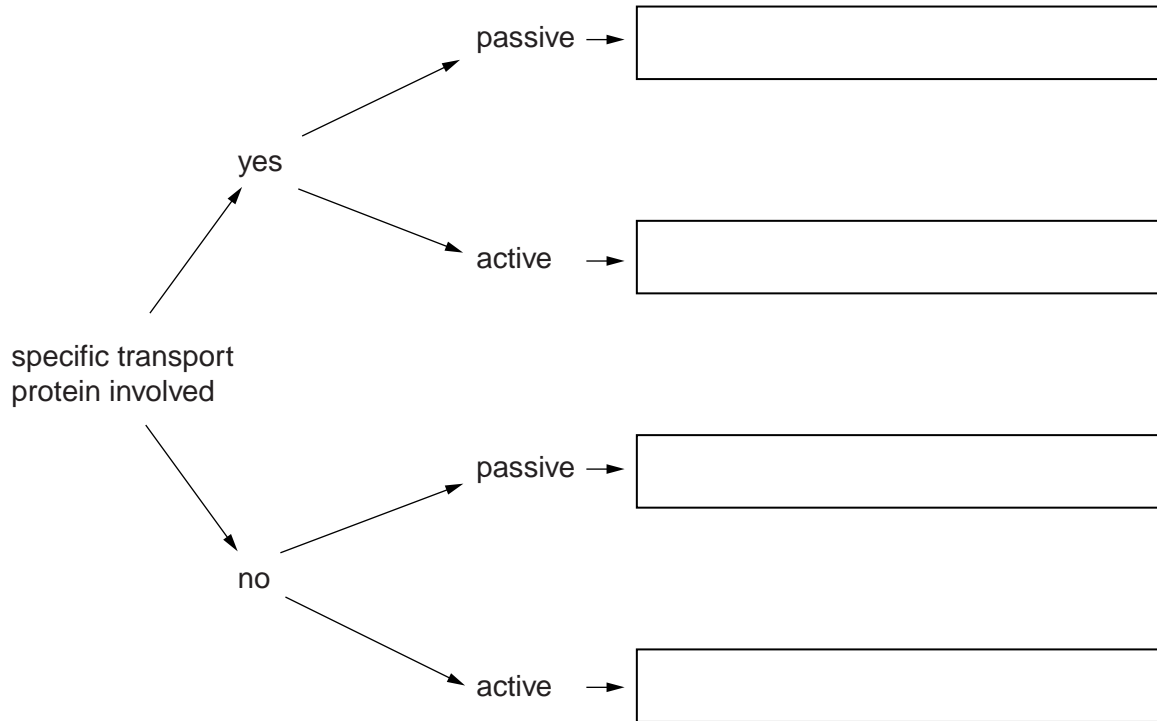 passive
yes
active
specific transport
protein involved
passive
no
active